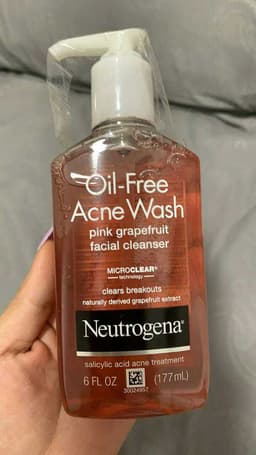 Oil-Free
Acne Wash
pink grapefruit
facial cleanser
MICROCLEAR®
technology
clears breakouts
naturally derived grapefruit extract
Neutrogena®
salicylic acid acne treatment
6 FL OZ (177mL)
30024952